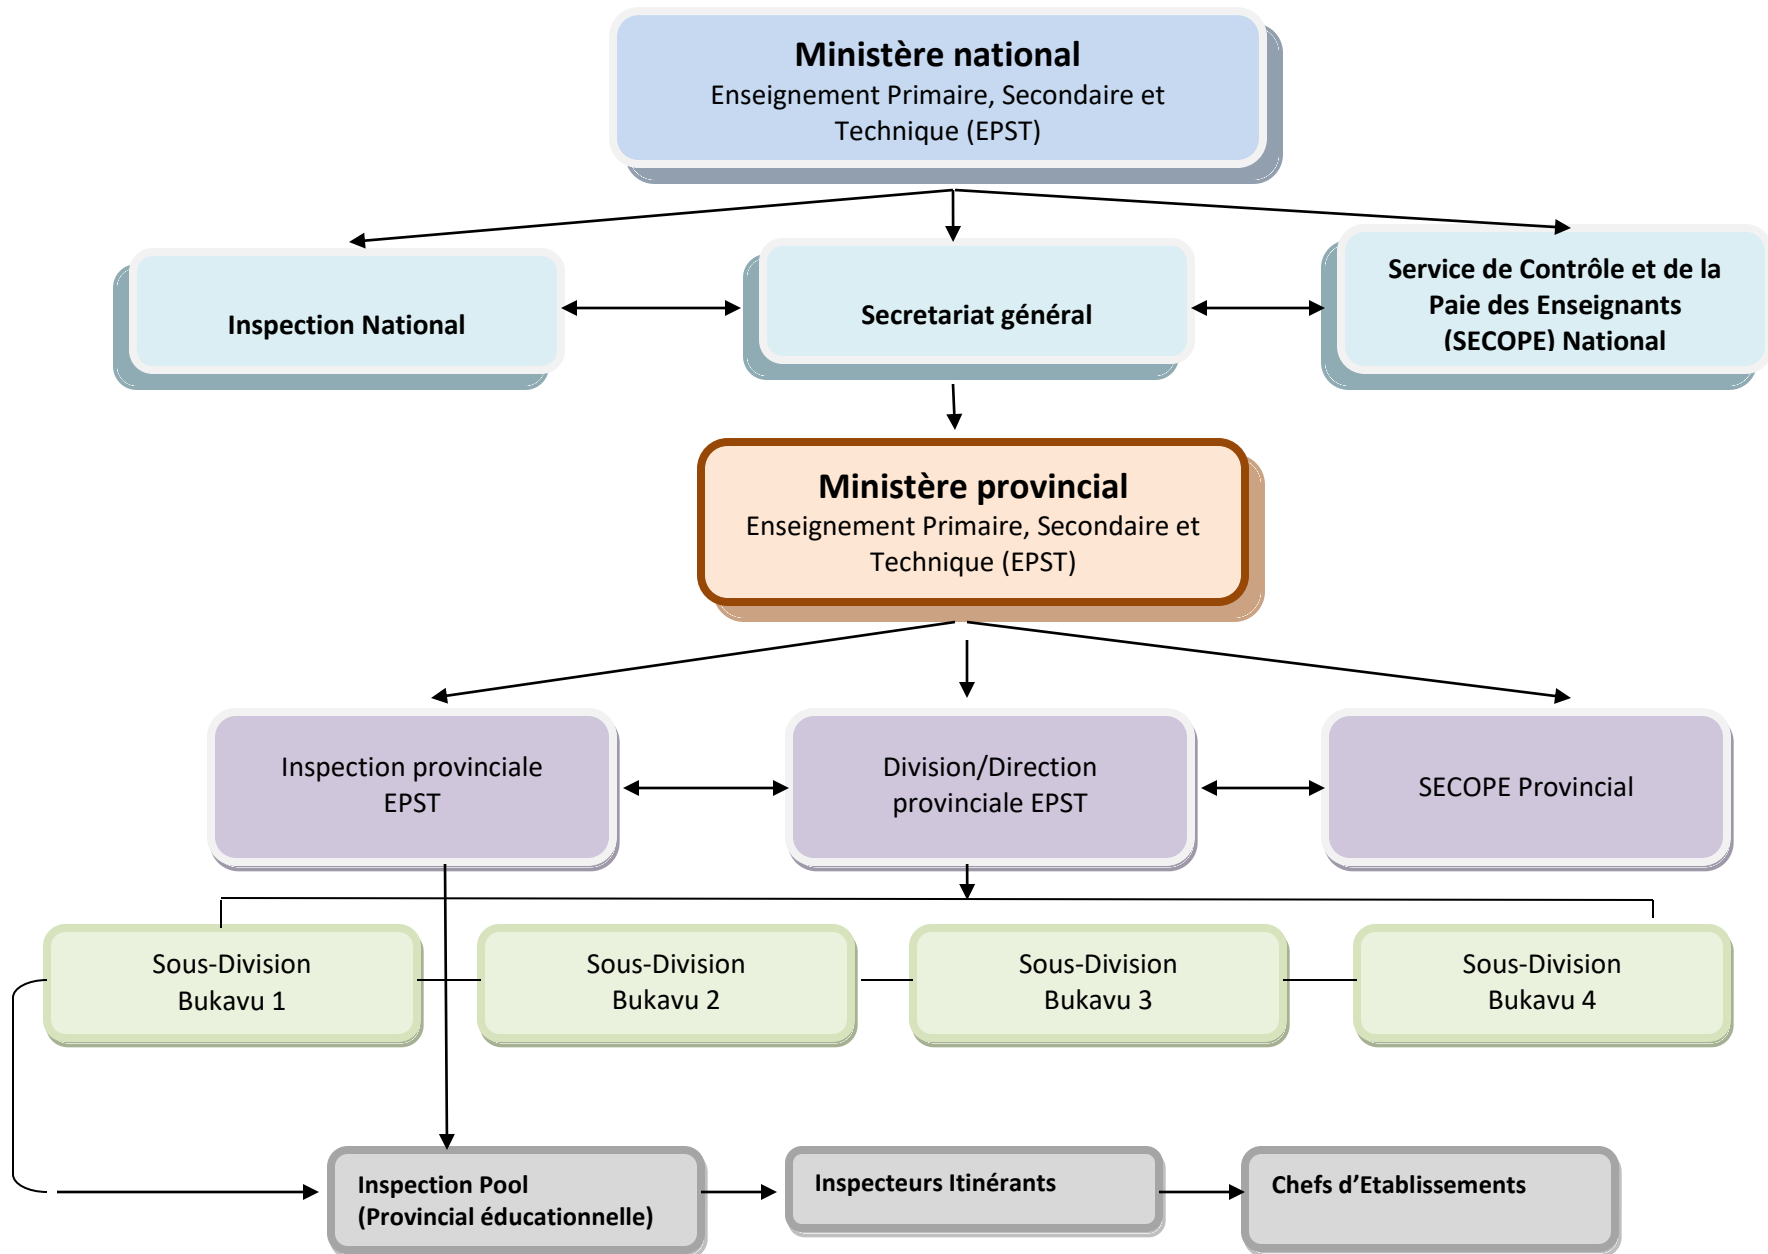 Ministère national
Enseignement Primaire, Secondaire et
Technique (EPST)
Inspection National
Secretariat général
Service de Contrôle et de la
Paie des Enseignants
(SECOPE) National
Ministère provincial
Enseignement Primaire, Secondaire et
Technique (EPST)
Inspection provinciale
EPST
Division/Direction
provinciale EPST
SECOPE Provincial
Sous-Division
Bukavu 1
Sous-Division
Bukavu 2
Sous-Division
Bukavu 3
Sous-Division
Bukavu 4
Inspection Pool
(Provincial éducationnelle)
Inspecteurs Itinérants
Chefs d’Etablissements